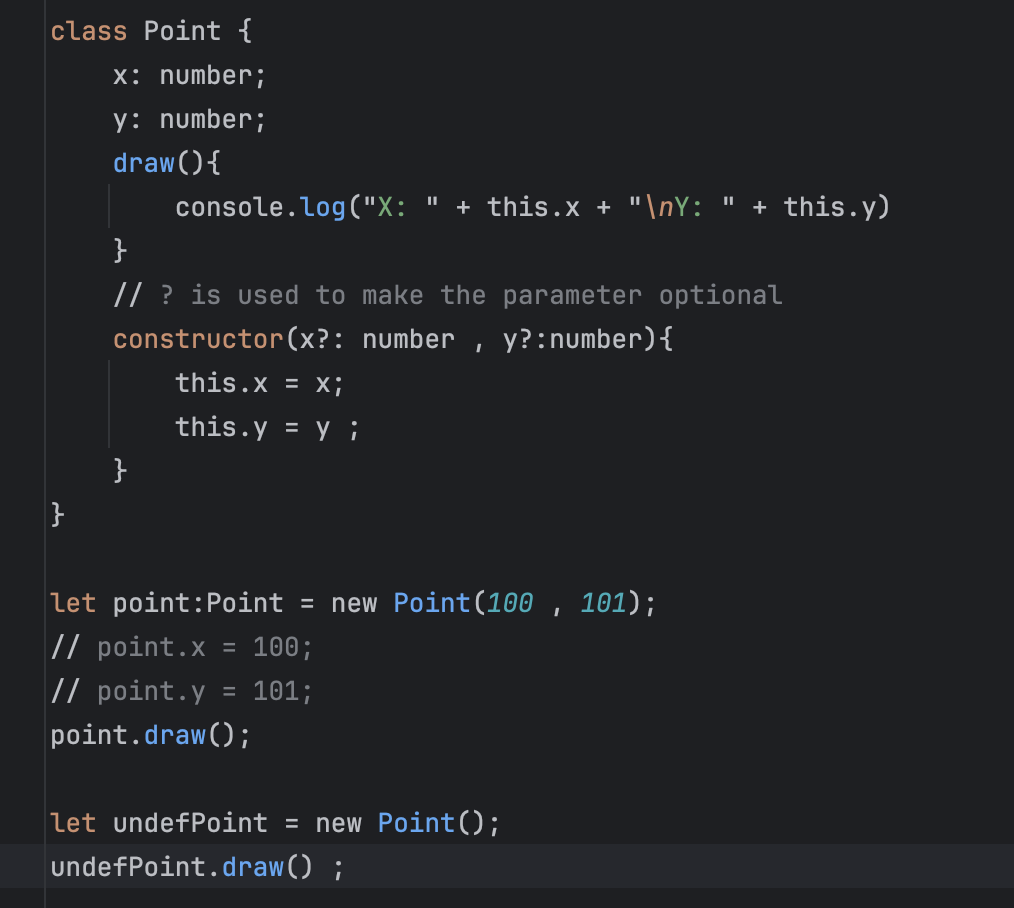 class Point {
    x: number;
    y: number;
    draw(){
        console.log("X: " + this.x + "\nY: " + this.y)
    }
    // ? is used to make the parameter optional
    constructor(x?: number , y?:number){
        this.x = x;
        this.y = y ;
    }
}

let point:Point = new Point(100 , 101);
// point.x = 100;
// point.y = 101;
point.draw();

let undefPoint = new Point();
undefPoint.draw() ;